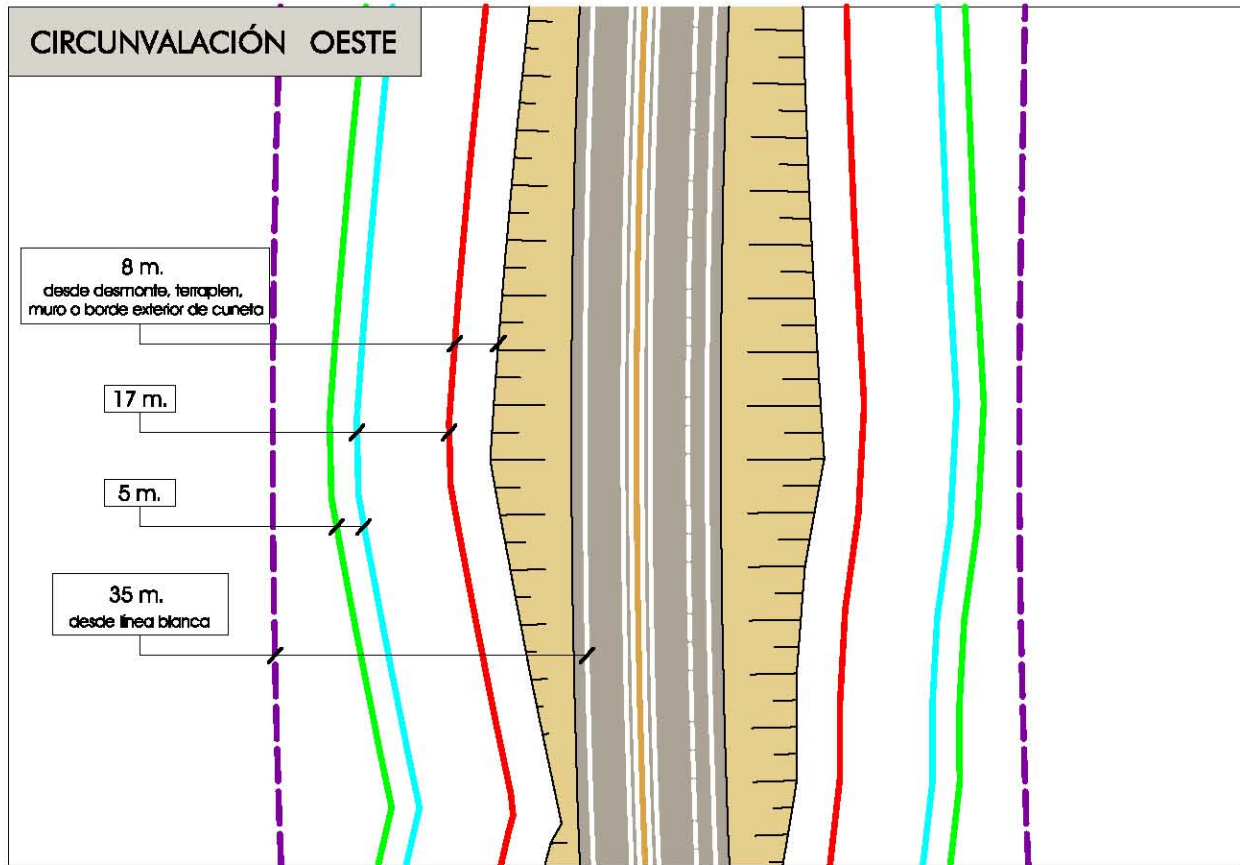 CIRCUNVALACIÓN OESTE
8 m.
desde desmonte, terraplen,
muro o borde exterior de cuneta
17 m.
5 m.
35 m.
desde línea blanca